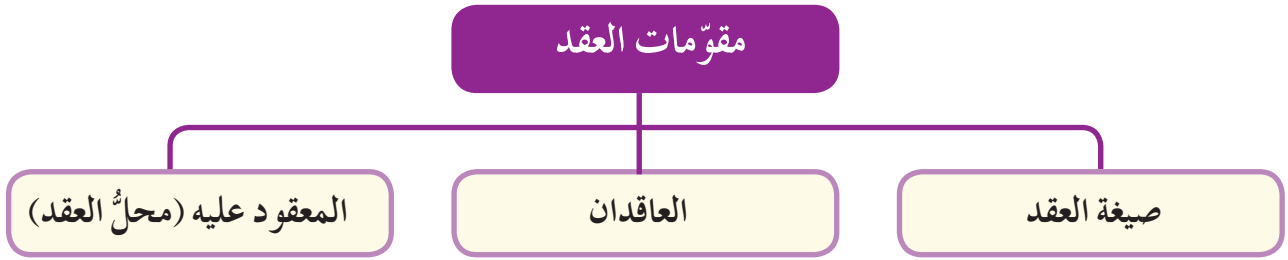 مقوّمات العقد
صيغة العقد
العاقدان
المعقود عليه (محلُّ العقد)